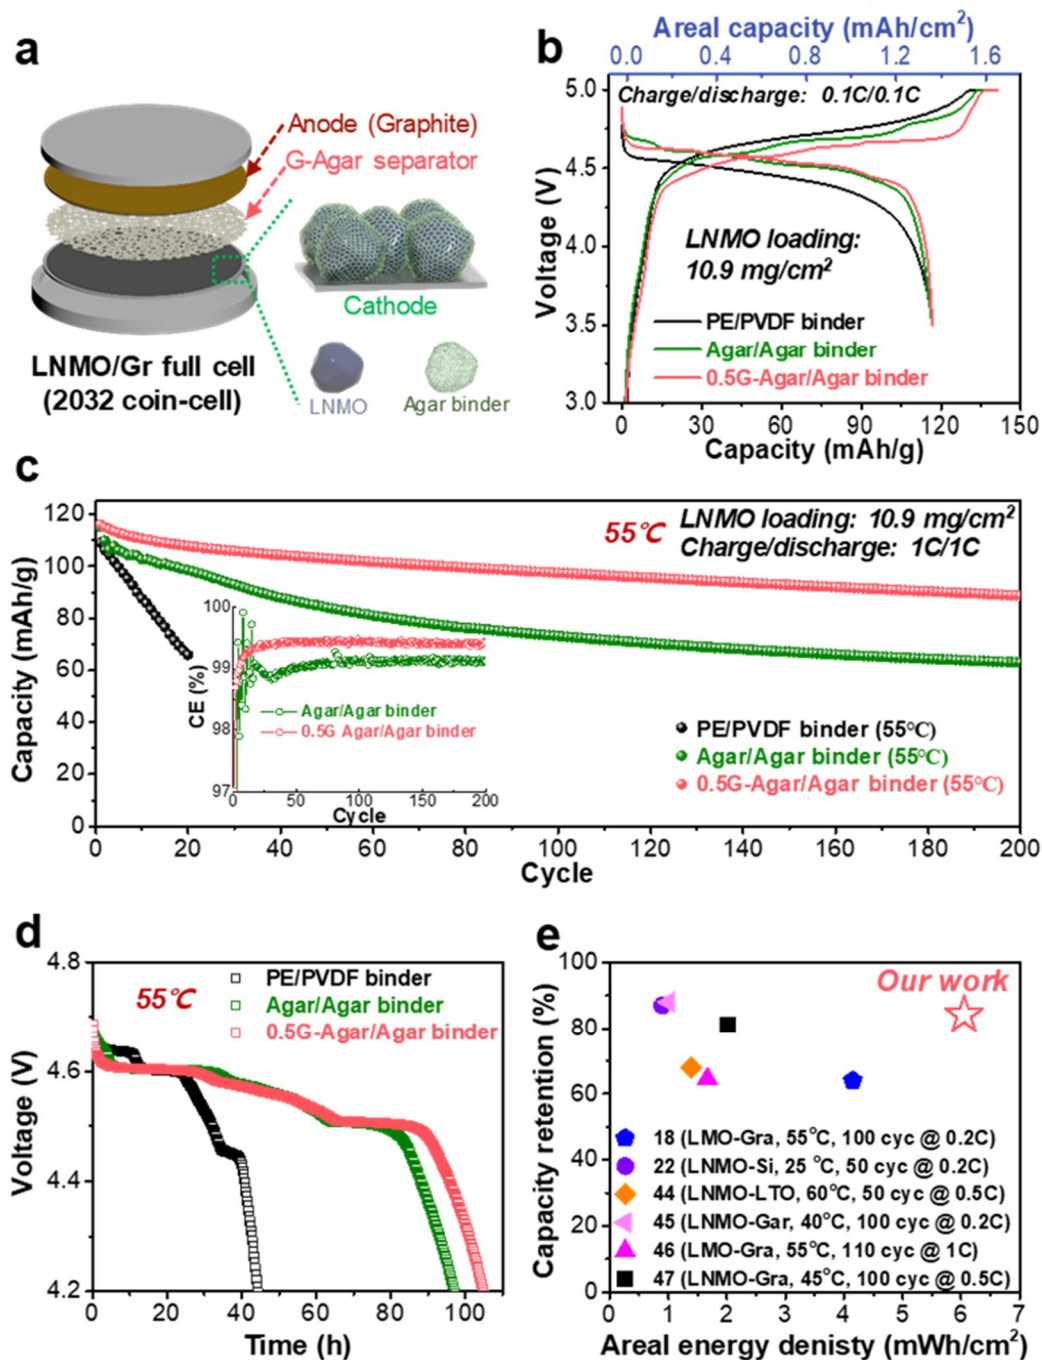 a
Anode (Graphite)
G-Agar separator
Cathode
LNMO/Gr full cell
(2032 coin-cell)
LNMO
Agar binder
b
Areal capacity (mAh/cm²)
0.0 0.4 0.8 1.2 1.6
Charge/discharge: 0.1C/0.1C
5.0
4.5
4.0
3.5
3.0
Voltage (V)
LNMO loading:
10.9 mg/cm²
PE/PVDF binder
Agar/Agar binder
0.5G-Agar/Agar binder
0 30 60 90 120 150
Capacity (mAh/g)
c
120
100
80
60
40
20
0
Capacity (mAh/g)
55℃
LNMO loading: 10.9 mg/cm²
Charge/discharge: 1C/1C
100
99
98
97
CE (%)
Agar/Agar binder
0.5G Agar/Agar binder
0 50 100 150 200
Cycle
PE/PVDF binder (55℃)
Agar/Agar binder (55℃)
0.5G-Agar/Agar binder (55℃)
0 20 40 60 80 100 120 140 160 180 200
Cycle
d
4.8
4.6
4.4
4.2
Voltage (V)
55℃
PE/PVDF binder
Agar/Agar binder
0.5G-Agar/Agar binder
0 20 40 60 80 100
Time (h)
e
100
80
60
40
20
0
Capacity retention (%)
Our work
18 (LMO-Gra, 55°C, 100 cyc @ 0.2C)
22 (LNMO-Si, 25 °C, 50 cyc @ 0.2C)
44 (LNMO-LTO, 60°C, 50 cyc @ 0.5C)
45 (LNMO-Gar, 40°C, 100 cyc @ 0.2C)
46 (LMO-Gra, 55°C, 110 cyc @ 1C)
47 (LNMO-Gra, 45°C, 100 cyc @ 0.5C)
0 1 2 3 4 5 6 7
Areal energy denisty (mWh/cm²)